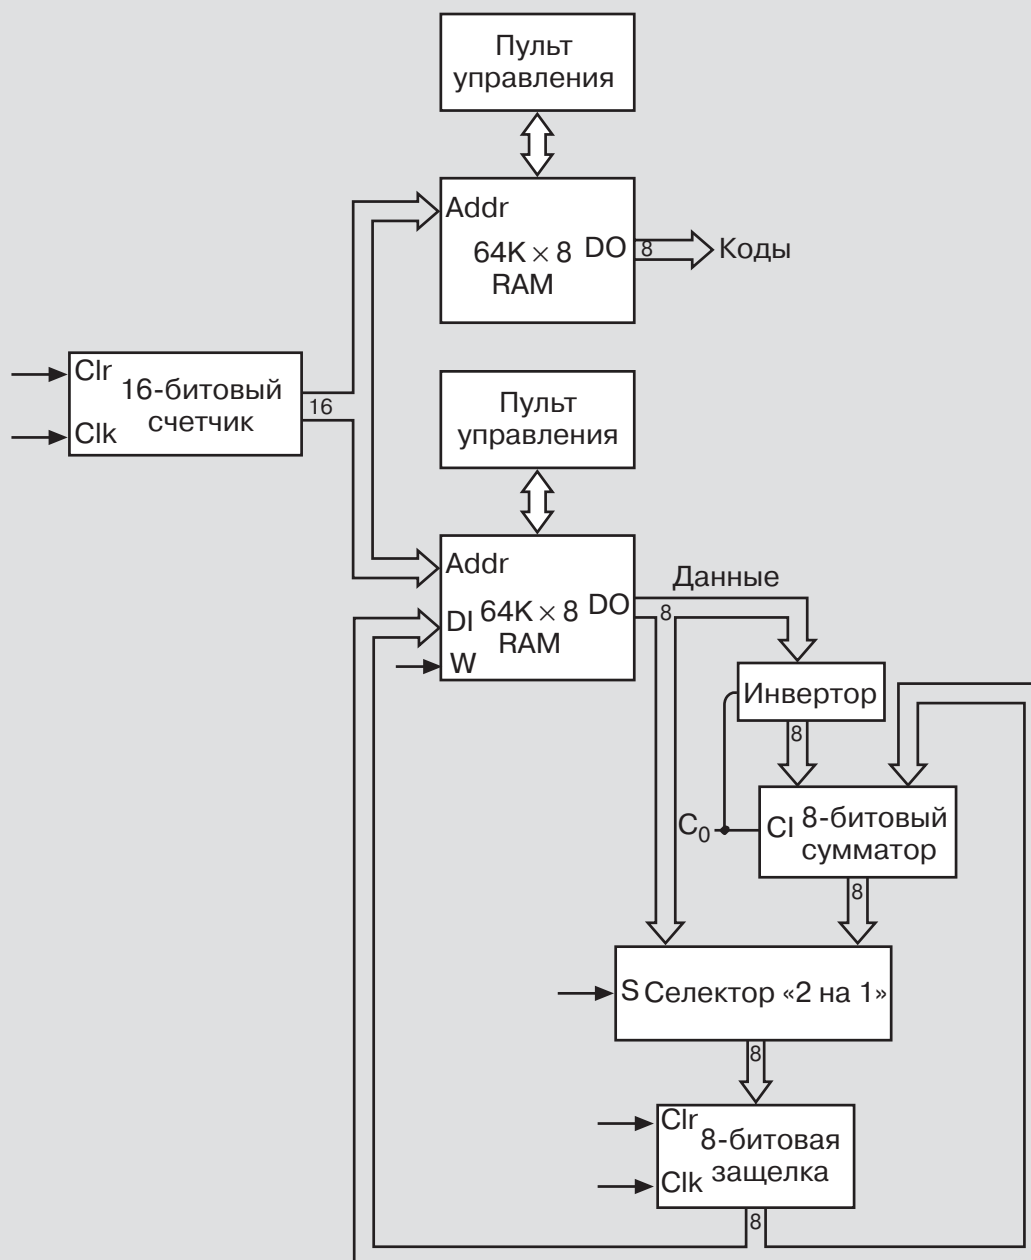 Пульт
управления
Addr
64K × 8
RAM
DO
8
Коды
Clr
16-битовый
счетчик
Clk
16
Пульт
управления
Addr
DI
64K × 8
RAM
DO
W
Данные
8
Инвертор
8
C0
CI
8-битовый
сумматор
8
S Селектор «2 на 1»
8
Clr
8-битовая
защелка
Clk
8